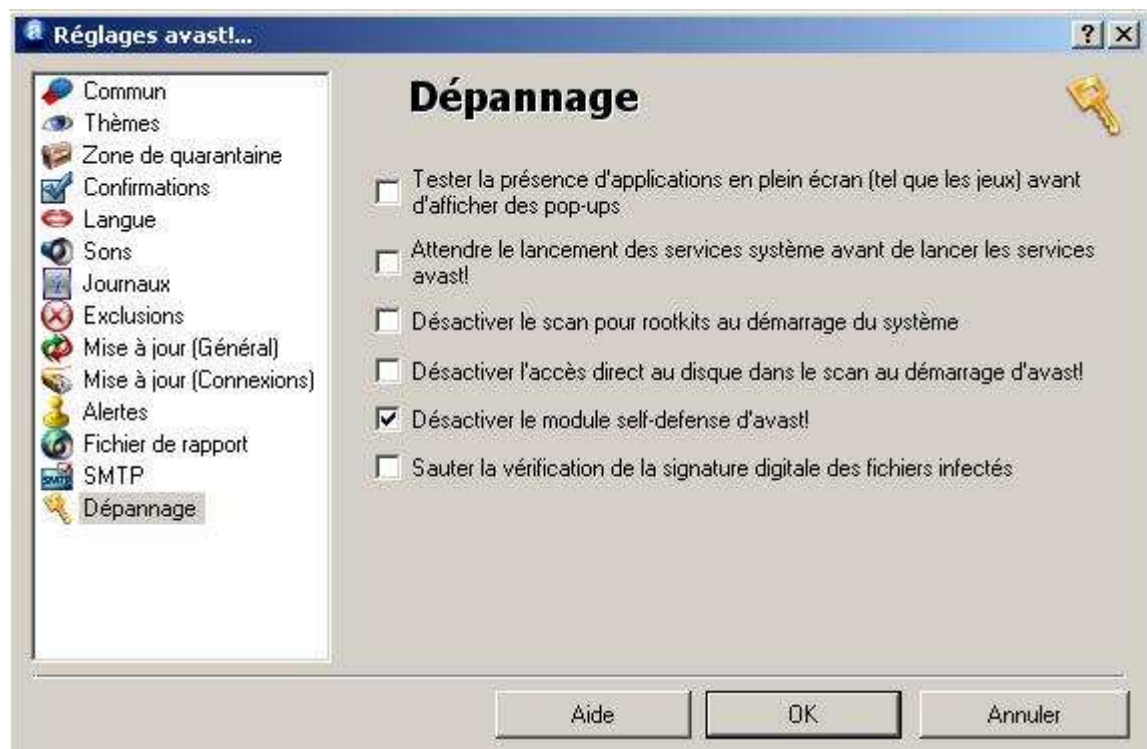 Réglages avast!...
Commun
Thèmes
Zone de quarantaine
Confirmations
Langue
Sons
Journaux
Exclusions
Mise à jour (Général)
Mise à jour (Connexions)
Alertes
Fichier de rapport
SMTP
Dépannage
Dépannage
Tester la présence d'applications en plein écran (tel que les jeux) avant
d'afficher des pop-ups
Attendre le lancement des services système avant de lancer les services
avast!
Désactiver le scan pour rootkits au démarrage du système
Désactiver l'accès direct au disque dans le scan au démarrage d'avast!
Désactiver le module self-defense d'avast!
Sauter la vérification de la signature digitale des fichiers infectés
Aide
OK
Annuler